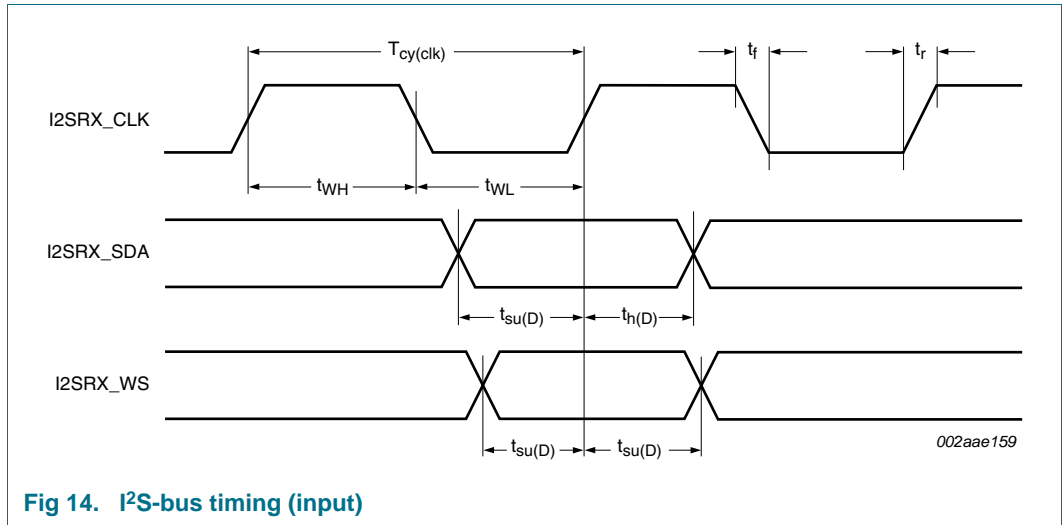 Tcy(clk)
tf
tr
I2SRX_CLK
tWH
tWL
I2SRX_SDA
tsu(D)
th(D)
I2SRX_WS
tsu(D)
tsu(D)
002aae159
Fig 14. I²S-bus timing (input)